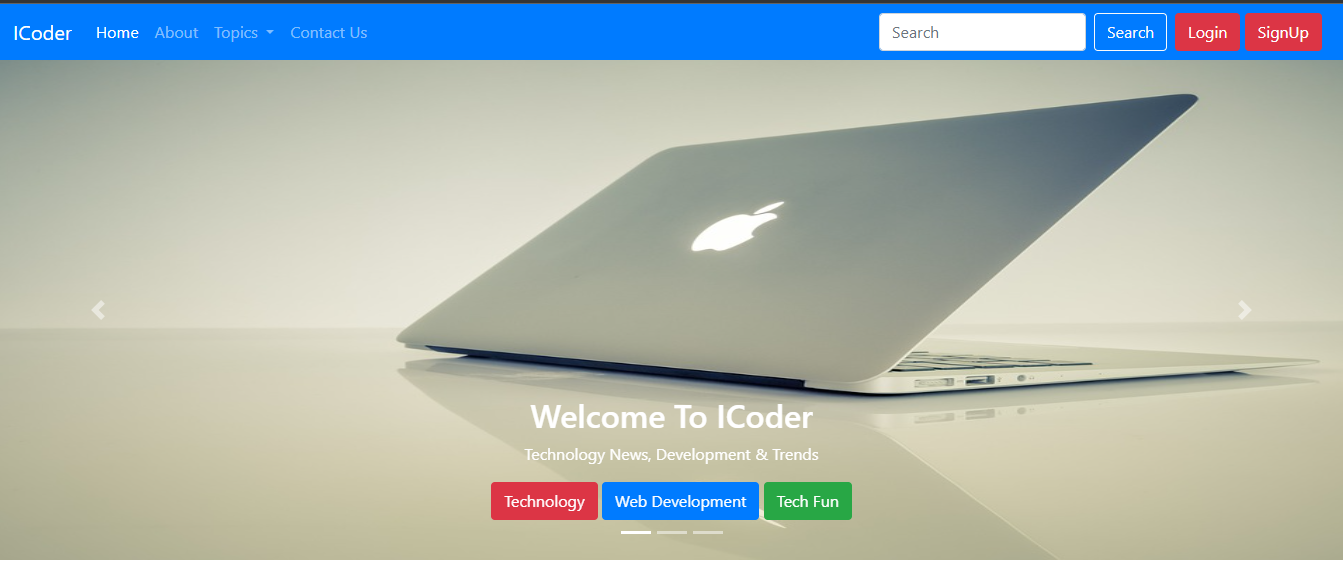 ICoder Home About Topics Contact Us Search Search Login SignUp
Welcome To ICoder
Technology News, Development & Trends
Technology Web Development Tech Fun